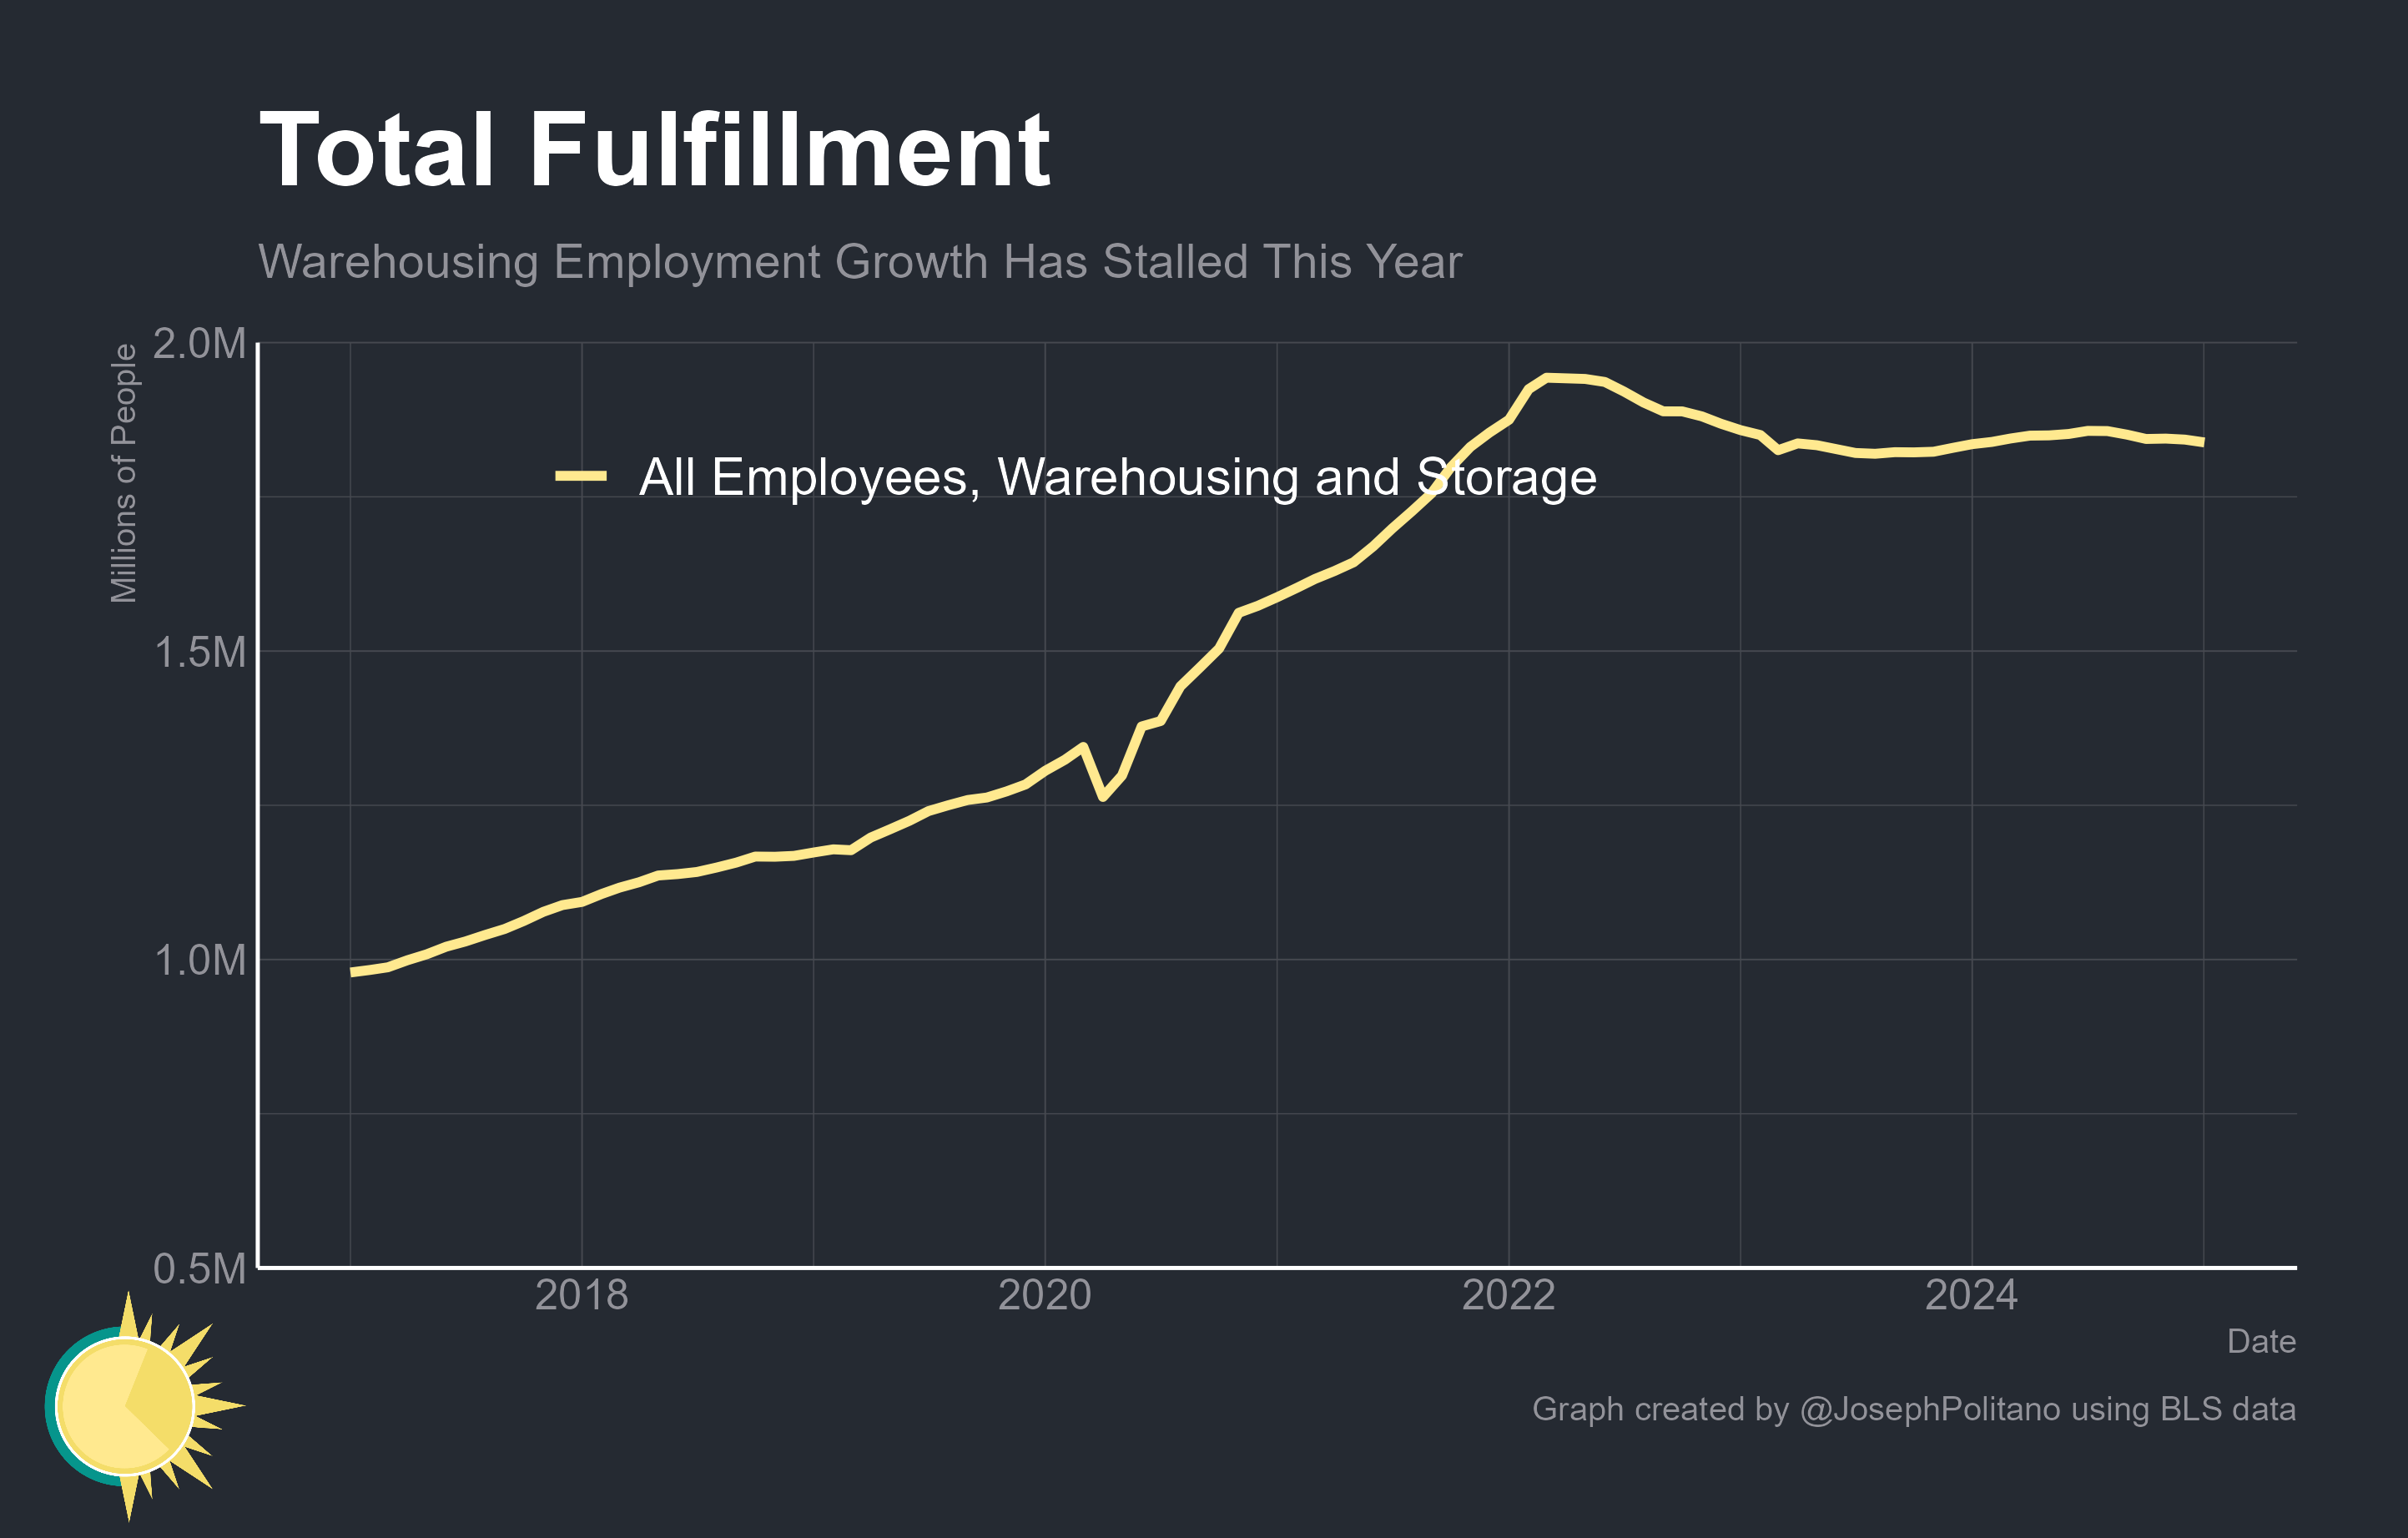 Total Fulfillment
Warehousing Employment Growth Has Stalled This Year
Millions of People
2.0M
1.5M
1.0M
0.5M
All Employees, Warehousing and Storage
2018
2020
2022
2024
Date
Graph created by @JosephPolitano using BLS data